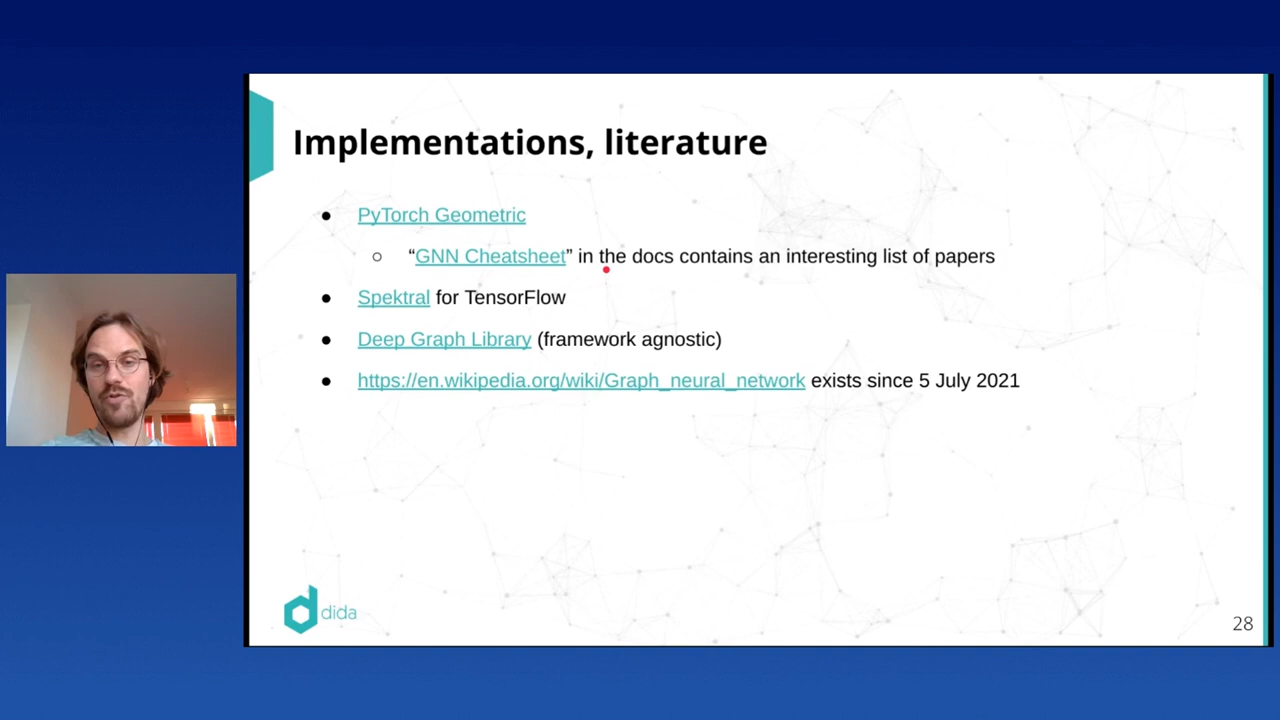 Implementations, literature
● PyTorch Geometric
○ “GNN Cheatsheet” in the docs contains an interesting list of papers
● Spektral for TensorFlow
● Deep Graph Library (framework agnostic)
● https://en.wikipedia.org/wiki/Graph_neural_network exists since 5 July 2021
dida
28